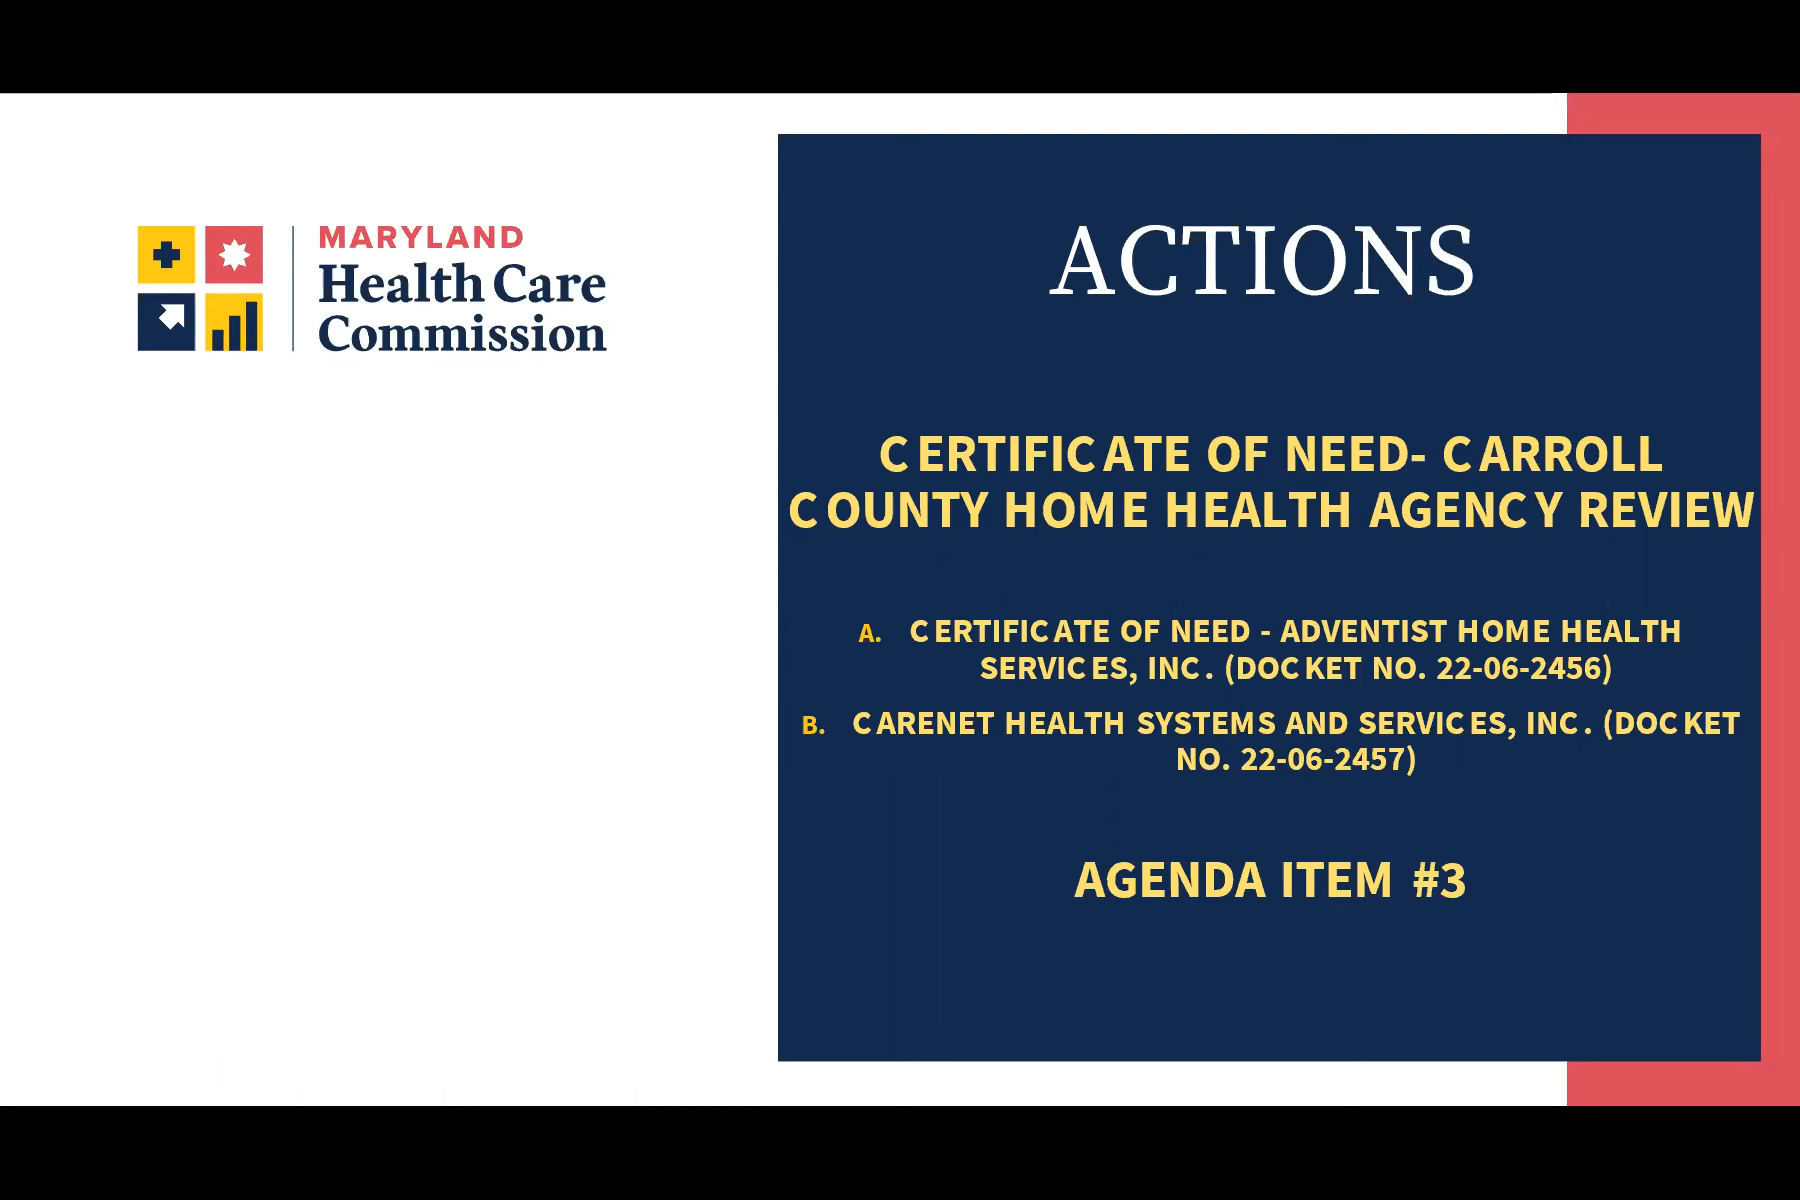 MARYLAND
Health Care
Commission
ACTIONS
CERTIFICATE OF NEED- CARROLL
COUNTY HOME HEALTH AGENCY REVIEW
A. CERTIFICATE OF NEED - ADVENTIST HOME HEALTH
SERVICES, INC. (DOCKET NO. 22-06-2456)
B. CARENET HEALTH SYSTEMS AND SERVICES, INC. (DOCKET
NO. 22-06-2457)
AGENDA ITEM #3